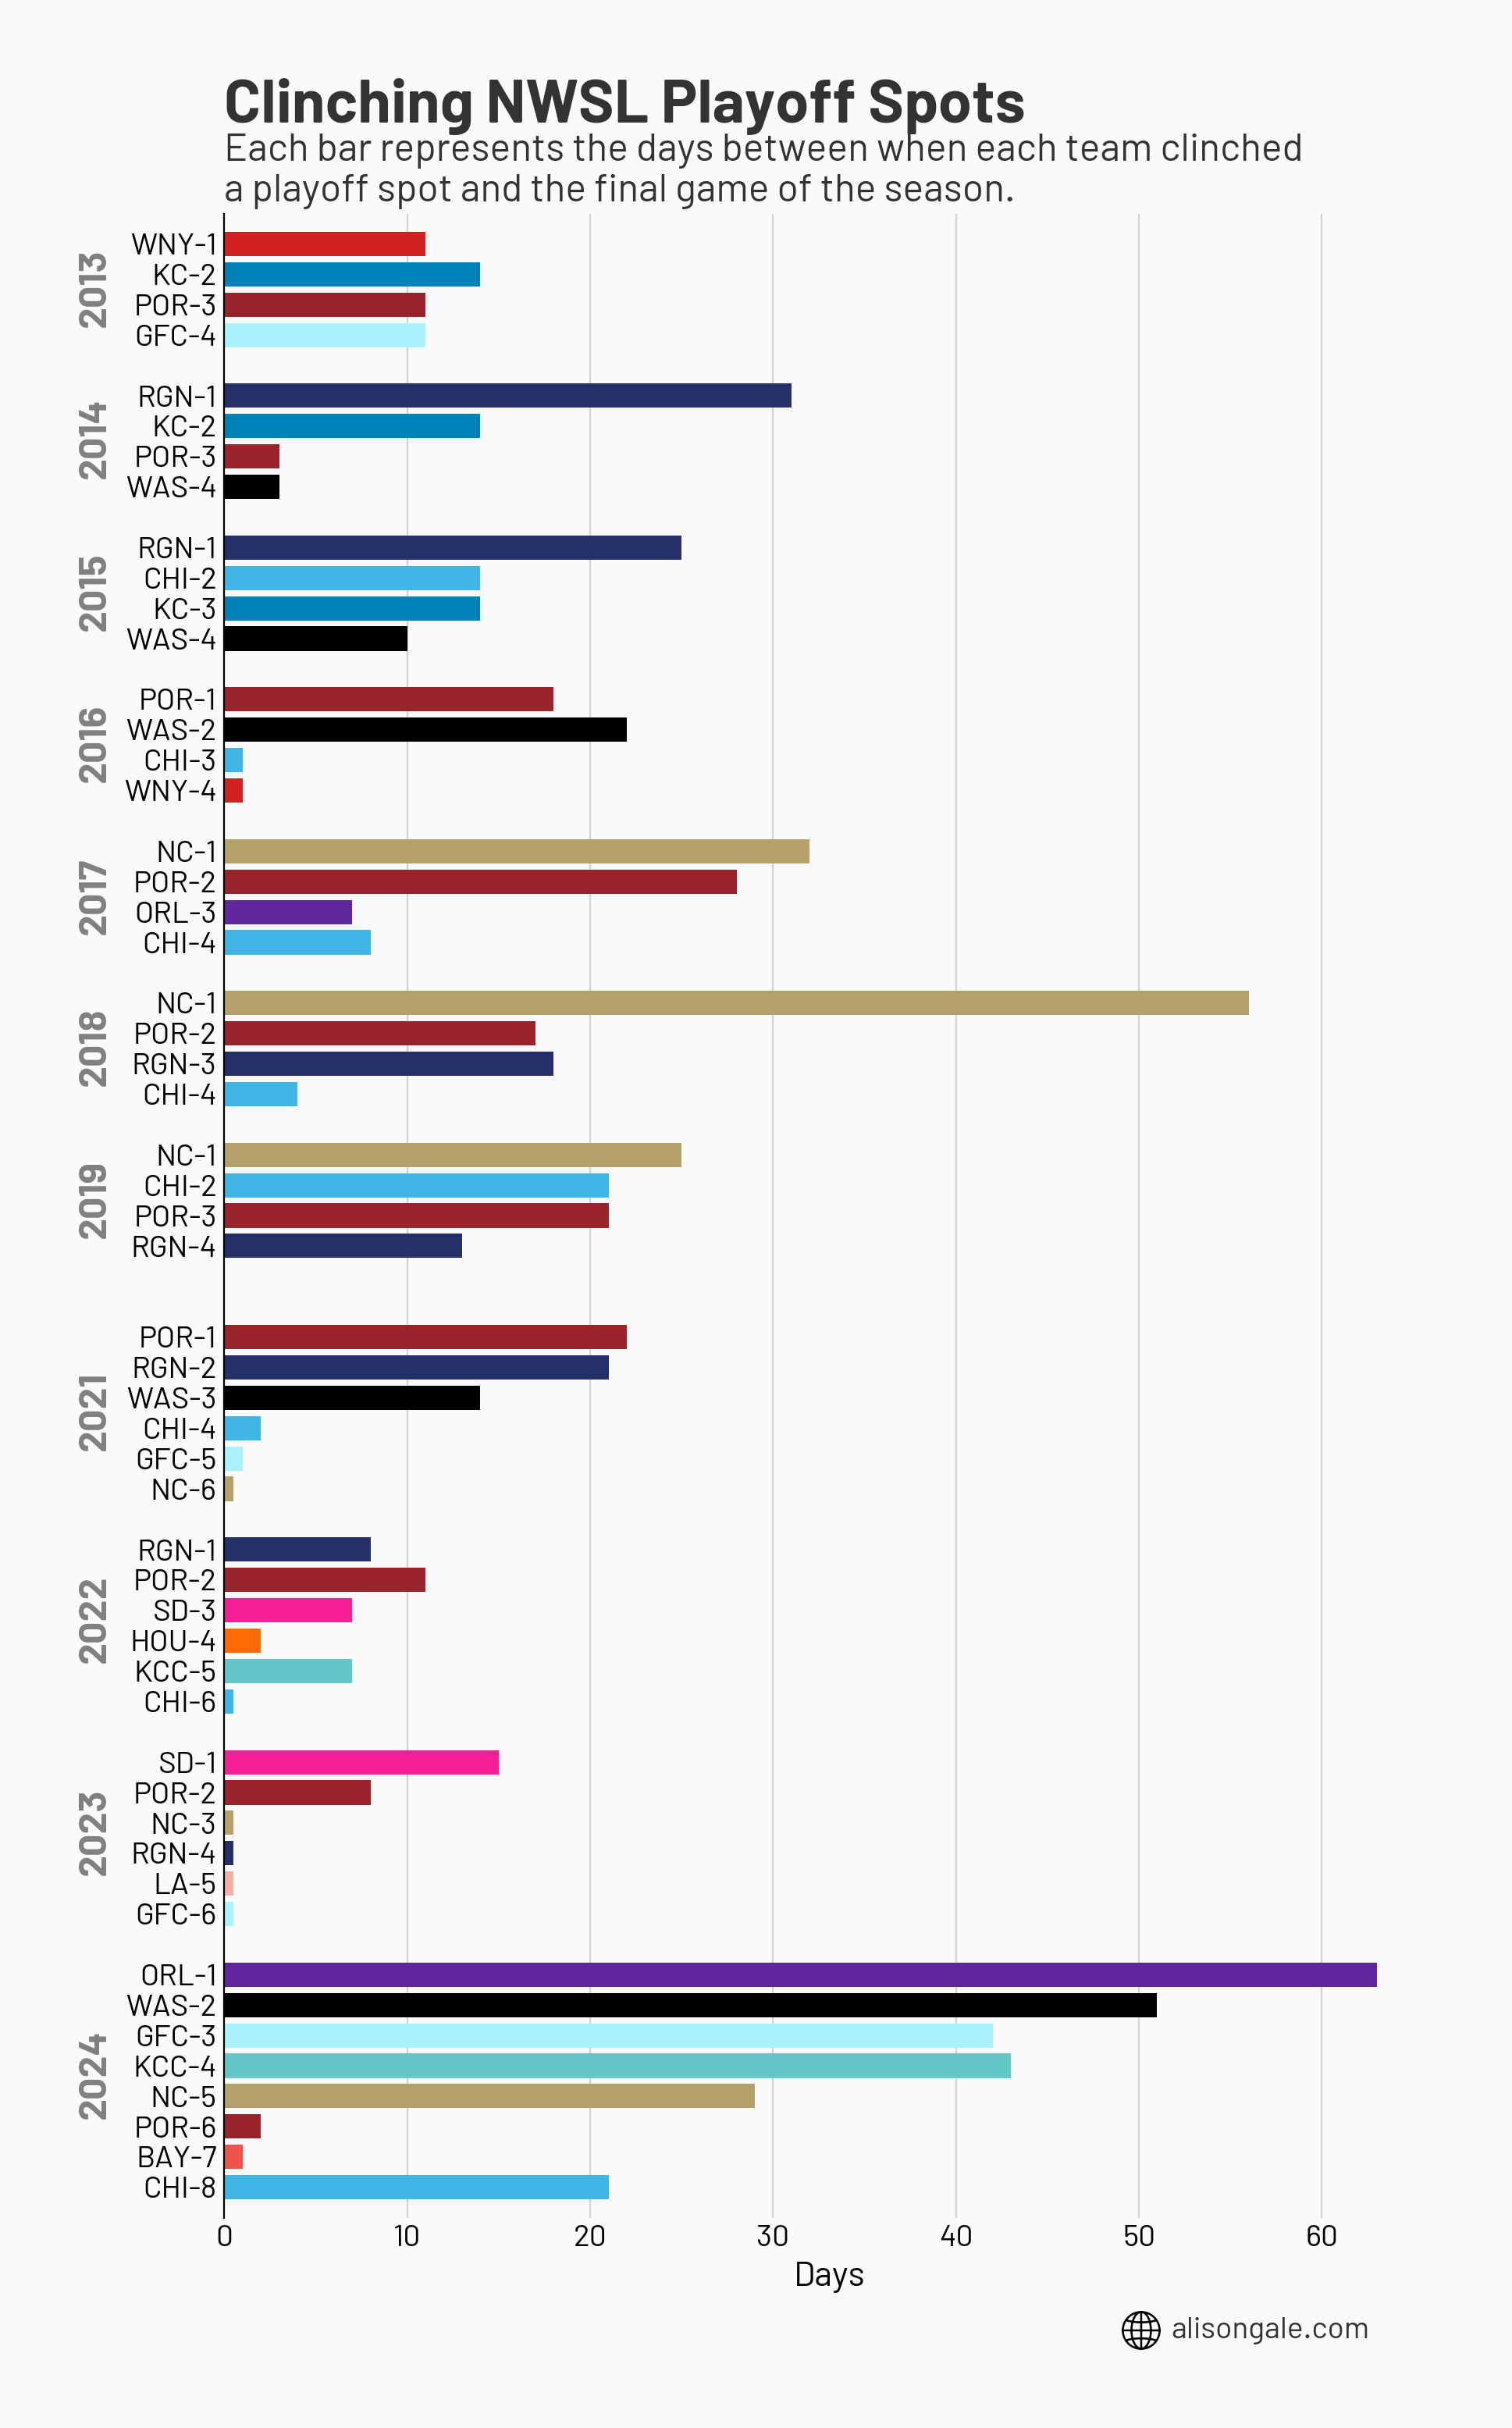 Clinching NWSL Playoff Spots
Each bar represents the days between when each team clinched
a playoff spot and the final game of the season.
2013
WNY-1
KC-2
POR-3
GFC-4
2014
RGN-1
KC-2
POR-3
WAS-4
2015
RGN-1
CHI-2
KC-3
WAS-4
2016
POR-1
WAS-2
CHI-3
WNY-4
2017
NC-1
POR-2
ORL-3
CHI-4
2018
NC-1
POR-2
RGN-3
CHI-4
2019
NC-1
CHI-2
POR-3
RGN-4
2021
POR-1
RGN-2
WAS-3
CHI-4
GFC-5
NC-6
2022
RGN-1
POR-2
SD-3
HOU-4
KCC-5
CHI-6
2023
SD-1
POR-2
NC-3
RGN-4
LA-5
GFC-6
2024
ORL-1
WAS-2
GFC-3
KCC-4
NC-5
POR-6
BAY-7
CHI-8
0 10 20 30 40 50 60
Days
alisongale.com